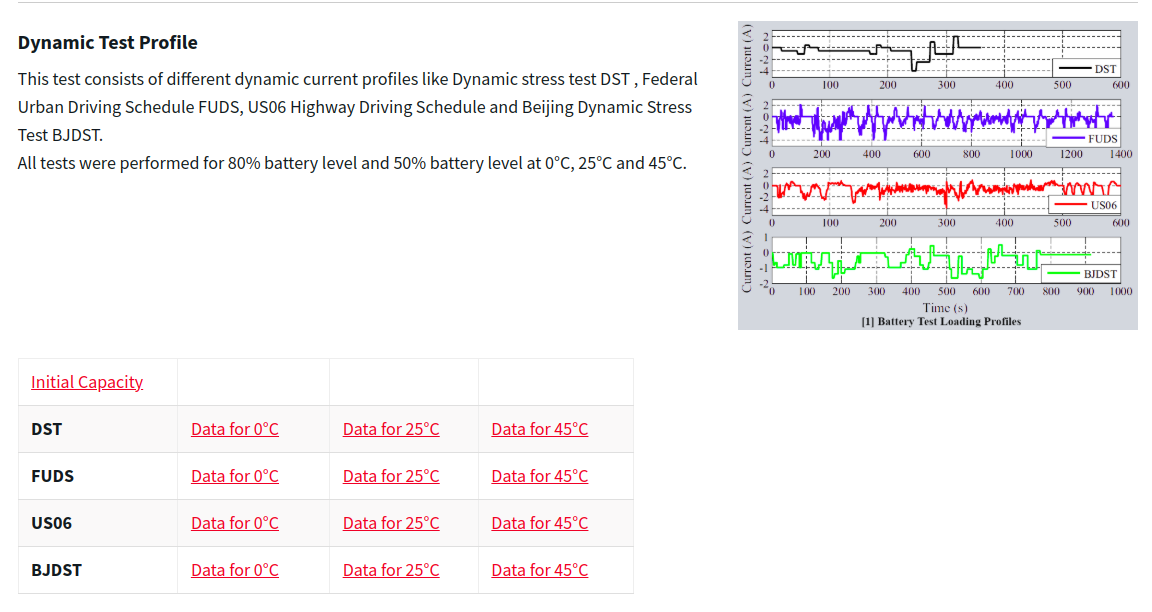 Dynamic Test Profile
This test consists of different dynamic current profiles like Dynamic stress test DST , Federal
Urban Driving Schedule FUDS, US06 Highway Driving Schedule and Beijing Dynamic Stress
Test BJDST.
All tests were performed for 80% battery level and 50% battery level at 0°C, 25°C and 45°C.
Current (A)
2
0
-2
-4
DST
0 100 200 300 400 500 600
Current (A)
2
0
-2
-4
FUDS
0 200 400 600 800 1000 1200 1400
Current (A)
2
0
-2
-4
US06
0 100 200 300 400 500 600
Current (A)
1
0
-1
-2
BJDST
0 100 200 300 400 500 600 700 800 900 1000
Time (s)
[1] Battery Test Loading Profiles
Initial Capacity
DST Data for 0°C Data for 25°C Data for 45°C
FUDS Data for 0°C Data for 25°C Data for 45°C
US06 Data for 0°C Data for 25°C Data for 45°C
BJDST Data for 0°C Data for 25°C Data for 45°C